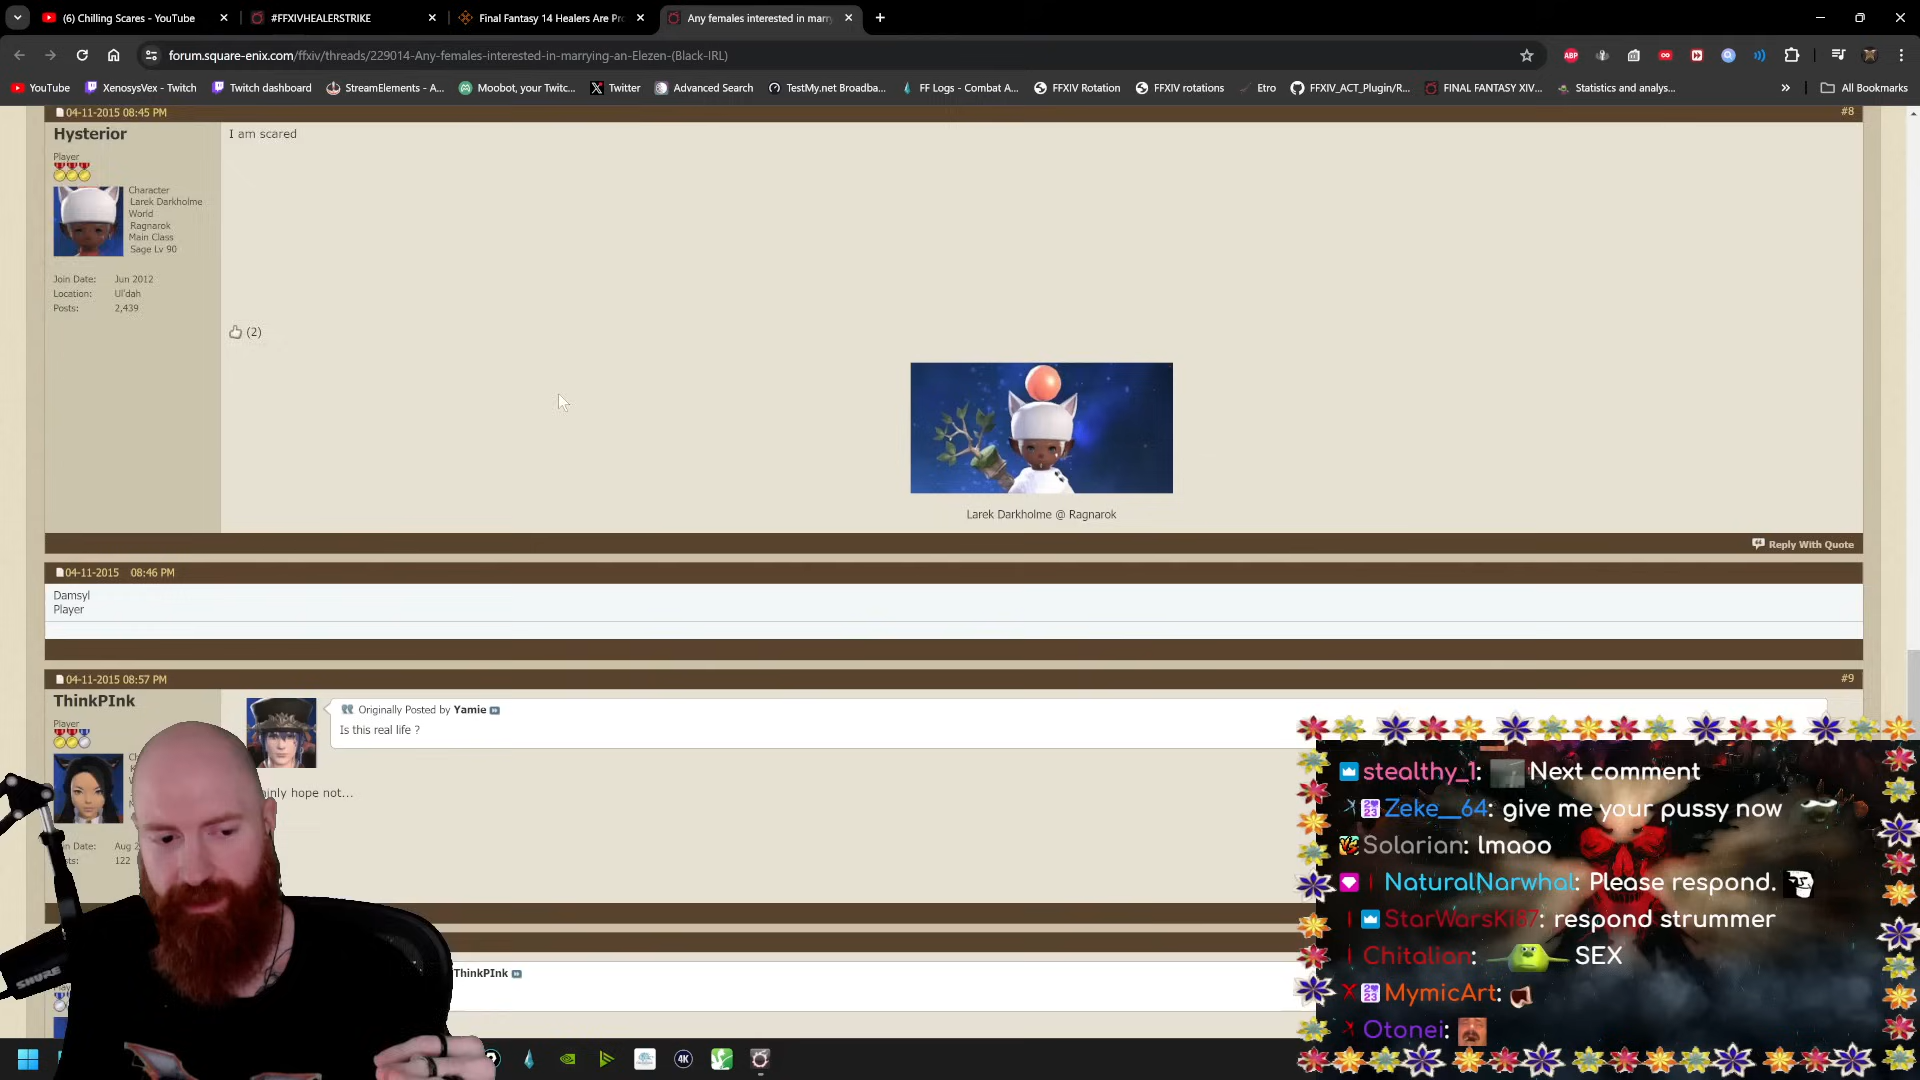 (6) Chilling Scares - YouTube
#FFXIVHEALERSTRIKE
Final Fantasy 14 Healers Are Pro
Any females interested in marry
forum.square-enix.com/ffxiv/threads/229014-Any-females-interested-in-marrying-an-Elezen-(Black-IRL)
YouTube
XenosysVex - Twitch
Twitch dashboard
StreamElements - A...
Moobot, your Twitc...
Twitter
Advanced Search
TestMy.net Broadba...
FF Logs - Combat A...
FFXIV Rotation
FFXIV rotations
Etro
FFXIV_ACT_Plugin/R...
FINAL FANTASY XIV...
Statistics and analys...
All Bookmarks
04-11-2015 08:45 PM
#8
Hysterior
Player
Character
Larek Darkholme
World
Ragnarok
Main Class
Sage Lv 90
Join Date: Jun 2012
Location: Ul'dah
Posts: 2,439
I am scared
(2)
Larek Darkholme @ Ragnarok
Reply With Quote
04-11-2015 08:46 PM
Damsyl
Player
04-11-2015 08:57 PM
#9
ThinkPInk
Player
Aug 2
122
Originally Posted by Yamie
Is this real life ?
hope not...
ThinkPInk
stealthy_1: Next comment
Zeke__64: give me your pussy now
Solarian: lmaoo
NaturalNarwhal: Please respond.
StarWarsKi87: respond strummer
Chitalian: SEX
MymicArt:
Otonei:
SHURE
4K